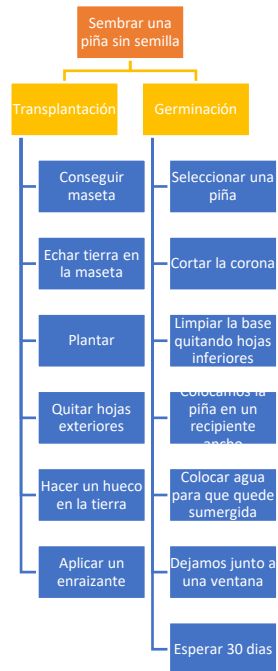 Sembrar una
piña sin semilla
Transplantación
Germinación
Conseguir
maseta
Echar tierra en
la maseta
Plantar
Quitar hojas
exteriores
Hacer un hueco
en la tierra
Aplicar un
enraizante
Seleccionar una
piña
Cortar la corona
Limpiar la base
quitando hojas
inferiores
Colocamos la
piña en un
recipiente
ancho
Colocar agua
para que quede
sumergida
Dejamos junto a
una ventana
Esperar 30 dias